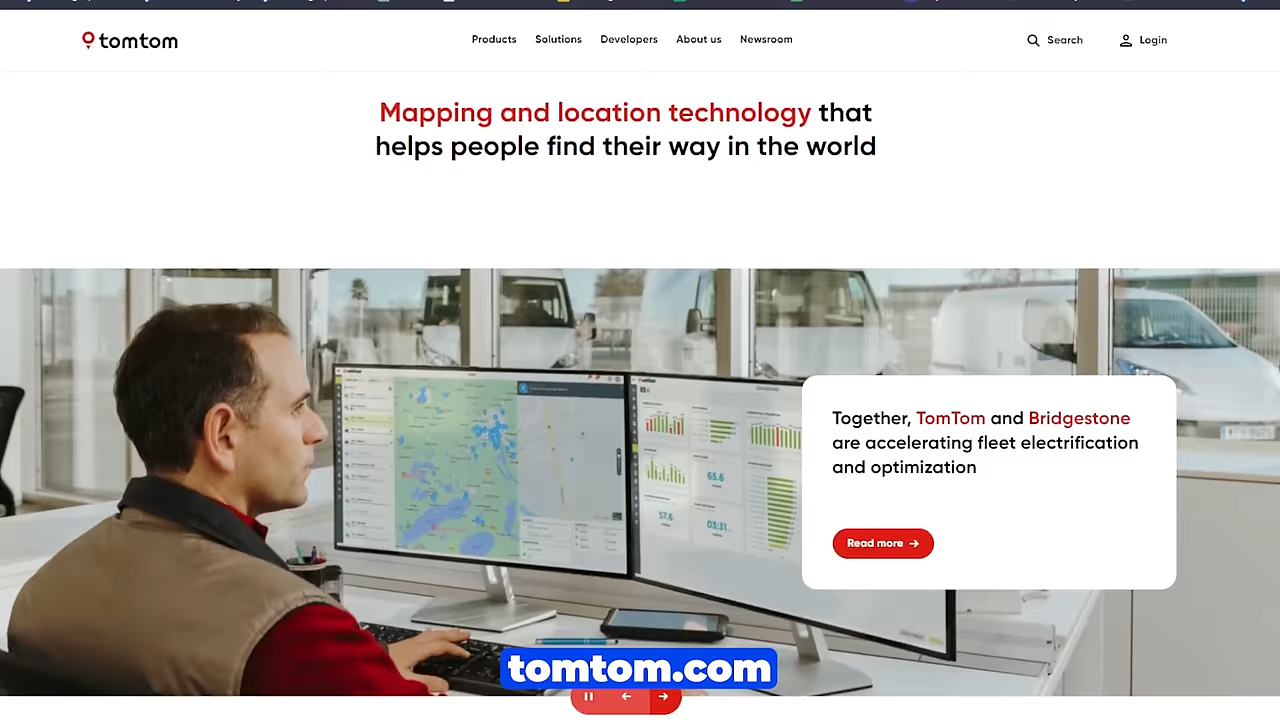 tomtom
Products
Solutions
Developers
About us
Newsroom
Search
Login
Mapping and location technology that
helps people find their way in the world
Together, TomTom and Bridgestone
are accelerating fleet electrification
and optimization
Read more →
65.6
57.6
03:31
tomtom.com